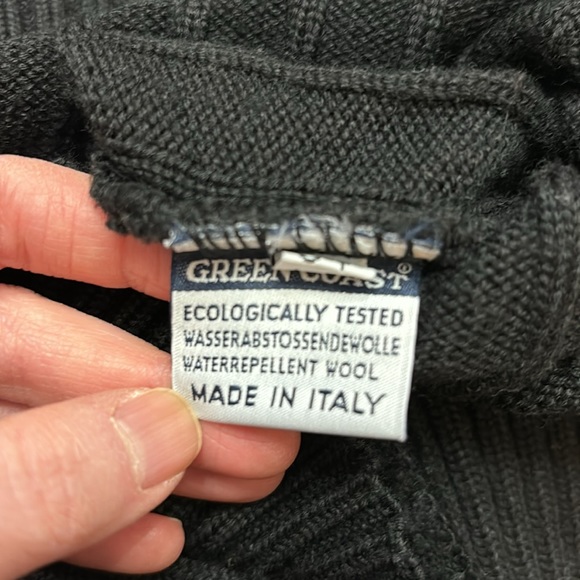 GREEN COAST®
ECOLOGICALLY TESTED
WASSERABSTOSSENDEWOLLE
WATERREPELLENT WOOL
MADE IN ITALY